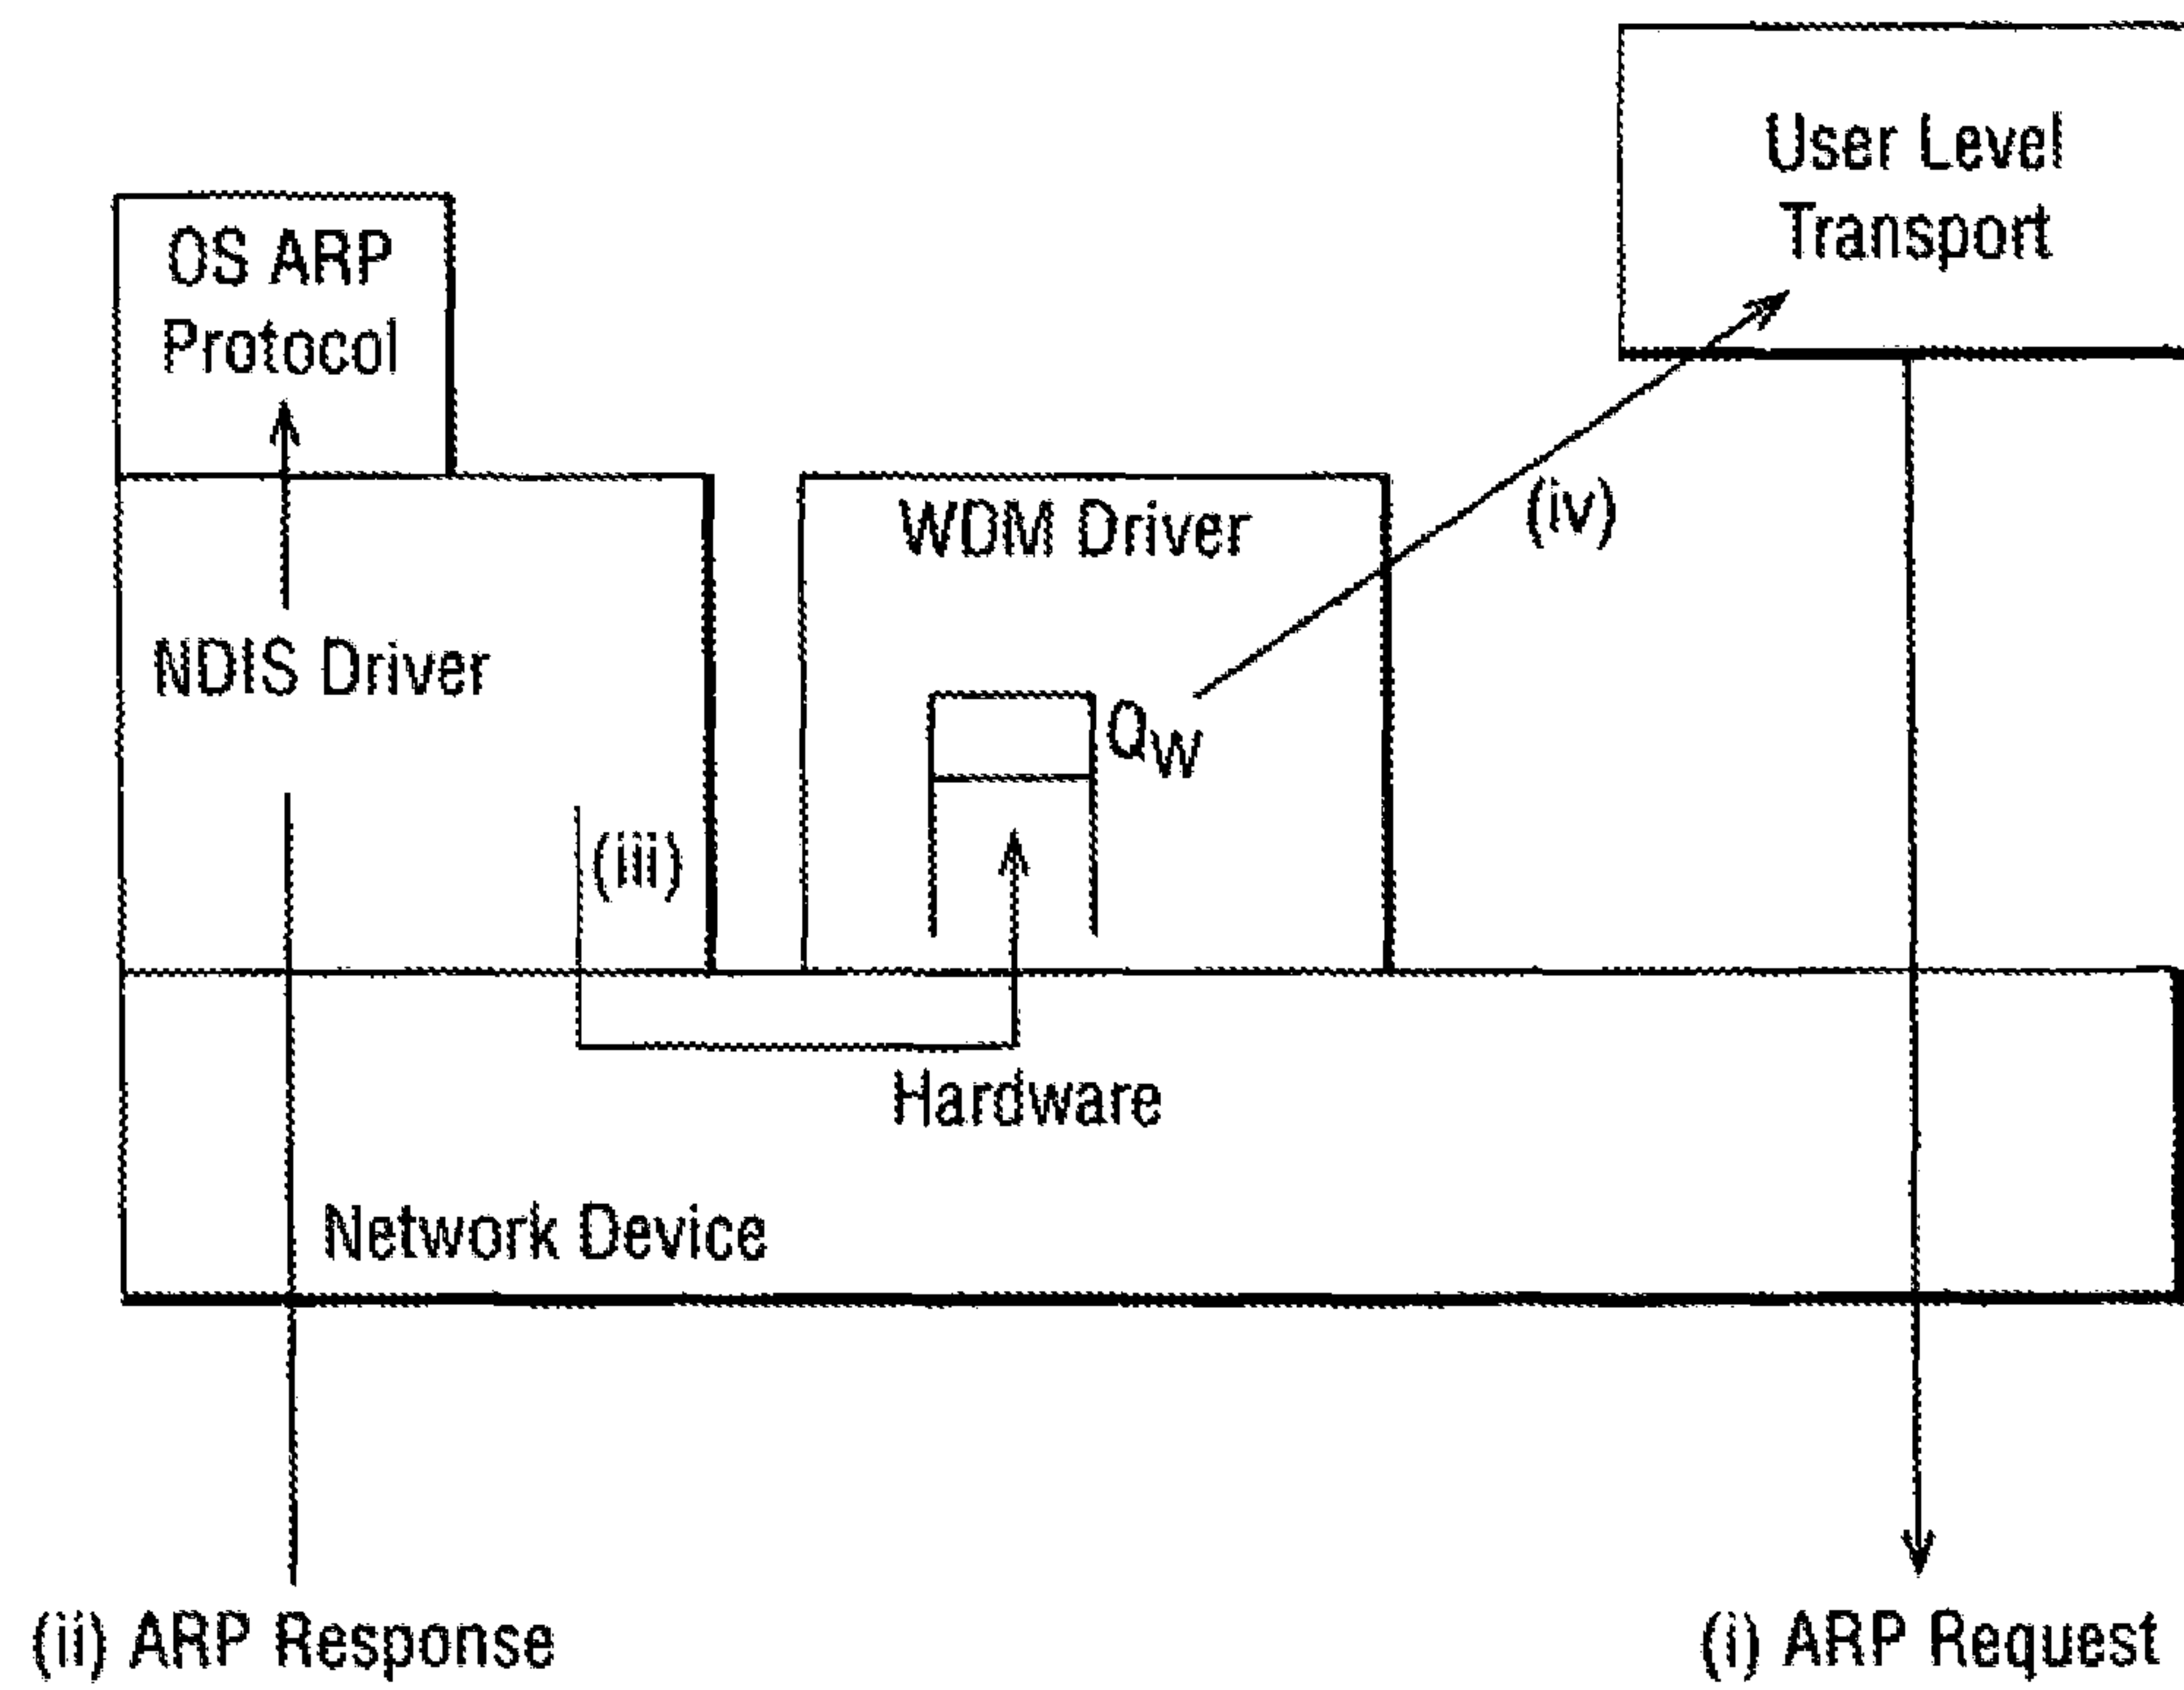 User Level
Transport
OS ARP
Protocol
WDM Driver
(iv)
NDIS Driver
QW
(iii)
Hardware
Network Device
(ii) ARP Response
(i) ARP Request